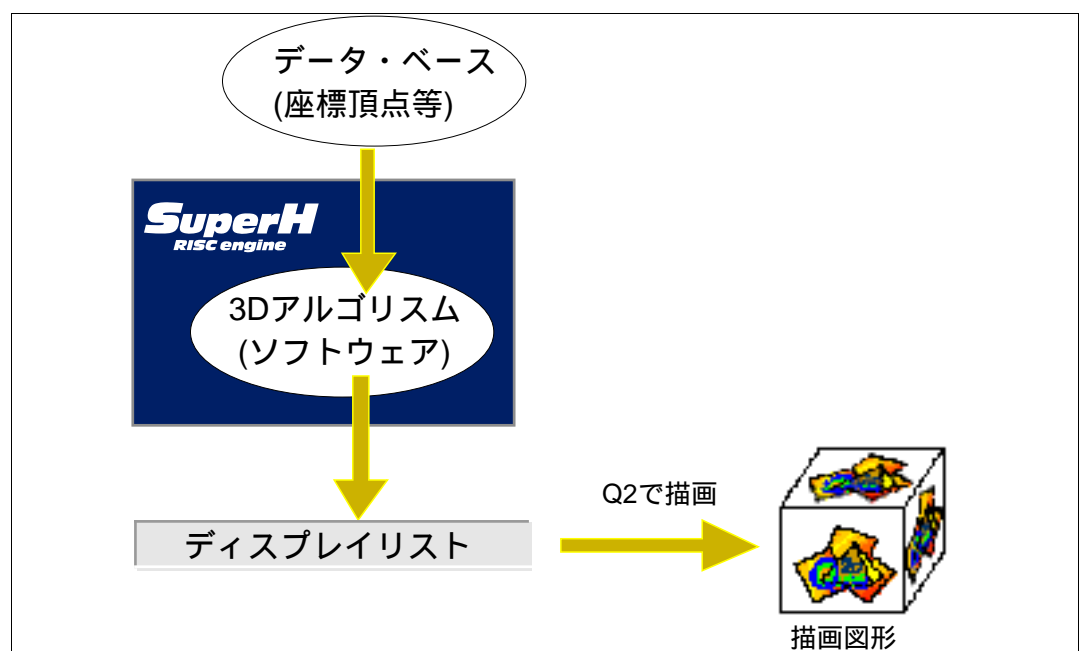 データ・ベース
(座標頂点等)
SuperH
RISC engine
3Dアルゴリスム
(ソフトウェア)
ディスプレイリスト
Q2で描画
描画図形